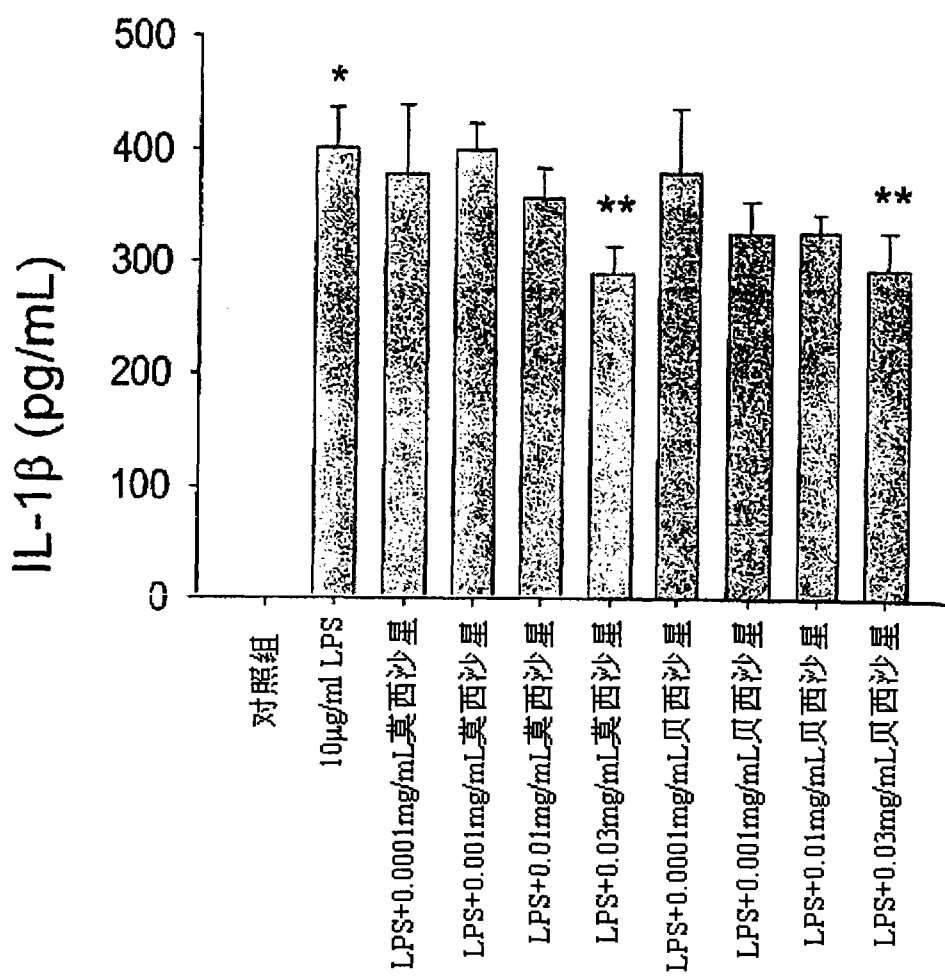 IL-1β (pg/mL)
500
400
300
200
100
0
*
**
**
对照组
10μg/ml LPS
LPS+0.0001mg/mL莫西沙星
LPS+0.001mg/mL莫西沙星
LPS+0.01mg/mL莫西沙星
LPS+0.03mg/mL莫西沙星
LPS+0.0001mg/mL贝西沙星
LPS+0.001mg/mL贝西沙星
LPS+0.01mg/mL贝西沙星
LPS+0.03mg/mL贝西沙星